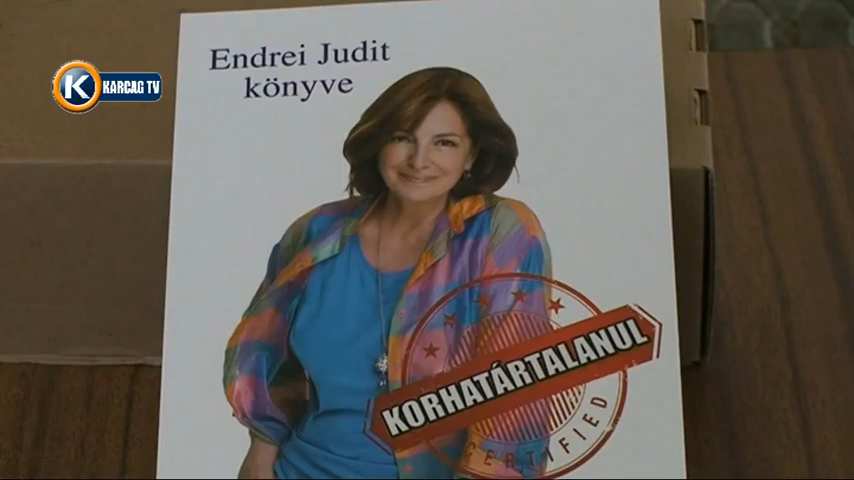 Endrei Judit
könyve
K KARCAG TV
KORHATÁRTALANUL
CERTIFIED